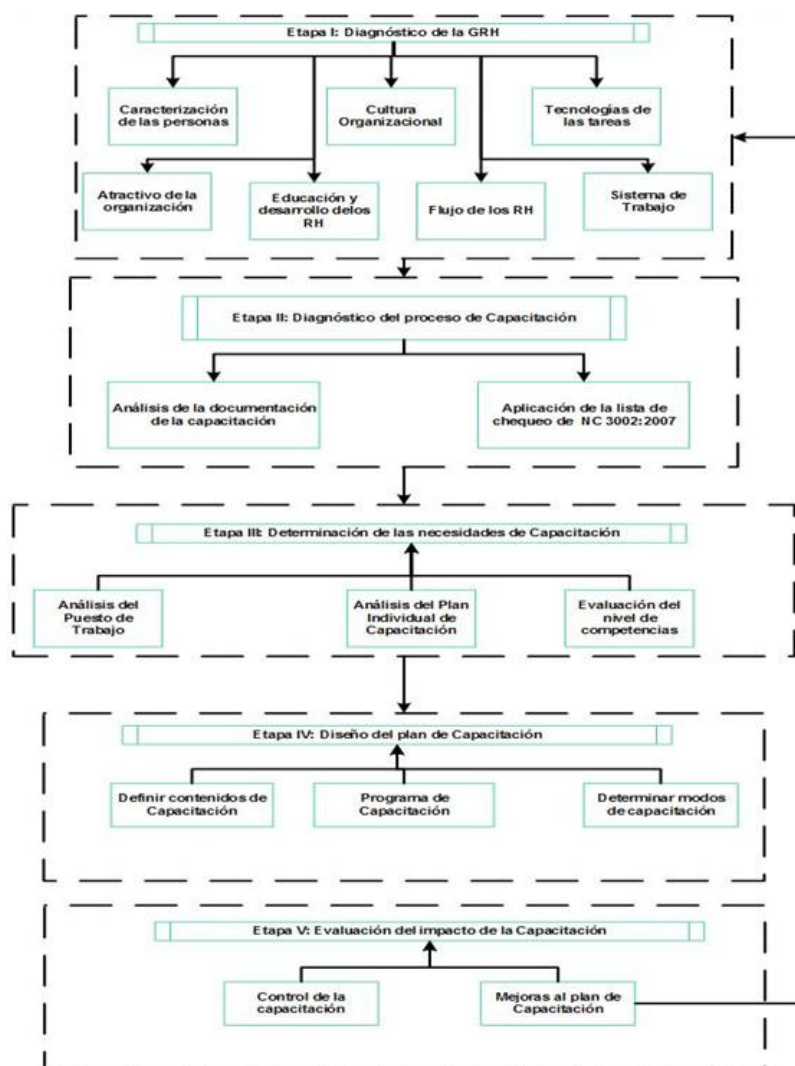 Etapa I: Diagnóstico de la GRH
Caracterización
de las personas
Cultura
Organizacional
Tecnologías de
las tareas
Atractivo de la
organización
Educación y
desarrollo delos
RH
Flujo de los RH
Sistema de
Trabajo
Etapa II: Diagnóstico del proceso de Capacitación
Análisis de la documentación
de la capacitación
Aplicación de la lista de
chequeo de NC 3002:2007
Etapa III: Determinación de las necesidades de Capacitación
Análisis del
Puesto de
Trabajo
Análisis del Plan
Individual de
Capacitación
Evaluación del
nivel de
competencias
Etapa IV: Diseño del plan de Capacitación
Definir contenidos de
Capacitación
Programa de
Capacitación
Determinar modos
de capacitación
Etapa V: Evaluación del impacto de la Capacitación
Control de la
capacitación
Mejoras al plan de
Capacitación